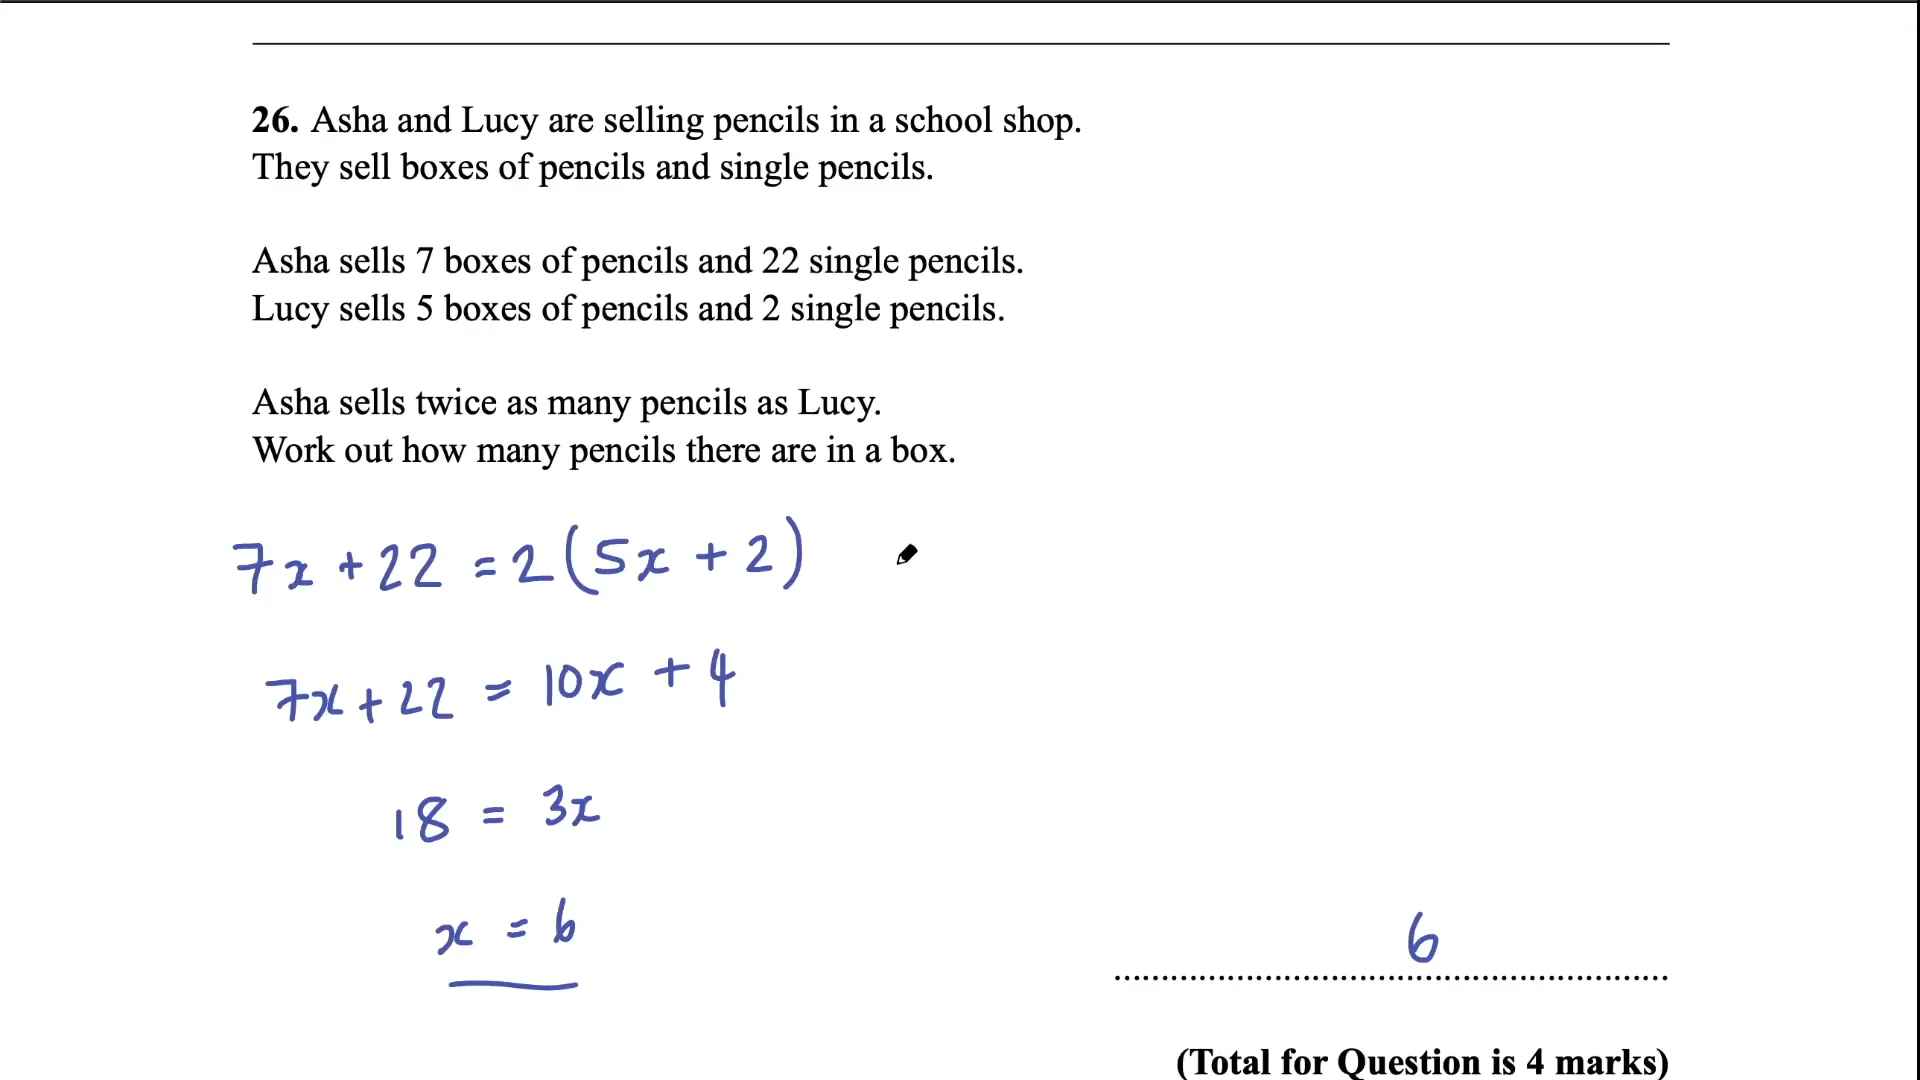 26. Asha and Lucy are selling pencils in a school shop.
They sell boxes of pencils and single pencils.
Asha sells 7 boxes of pencils and 22 single pencils.
Lucy sells 5 boxes of pencils and 2 single pencils.
Asha sells twice as many pencils as Lucy.
Work out how many pencils there are in a box.
7x + 22 = 2(5x + 2)
7x + 22 = 10x + 4
18 = 3x
x = 6
6
(Total for Question is 4 marks)